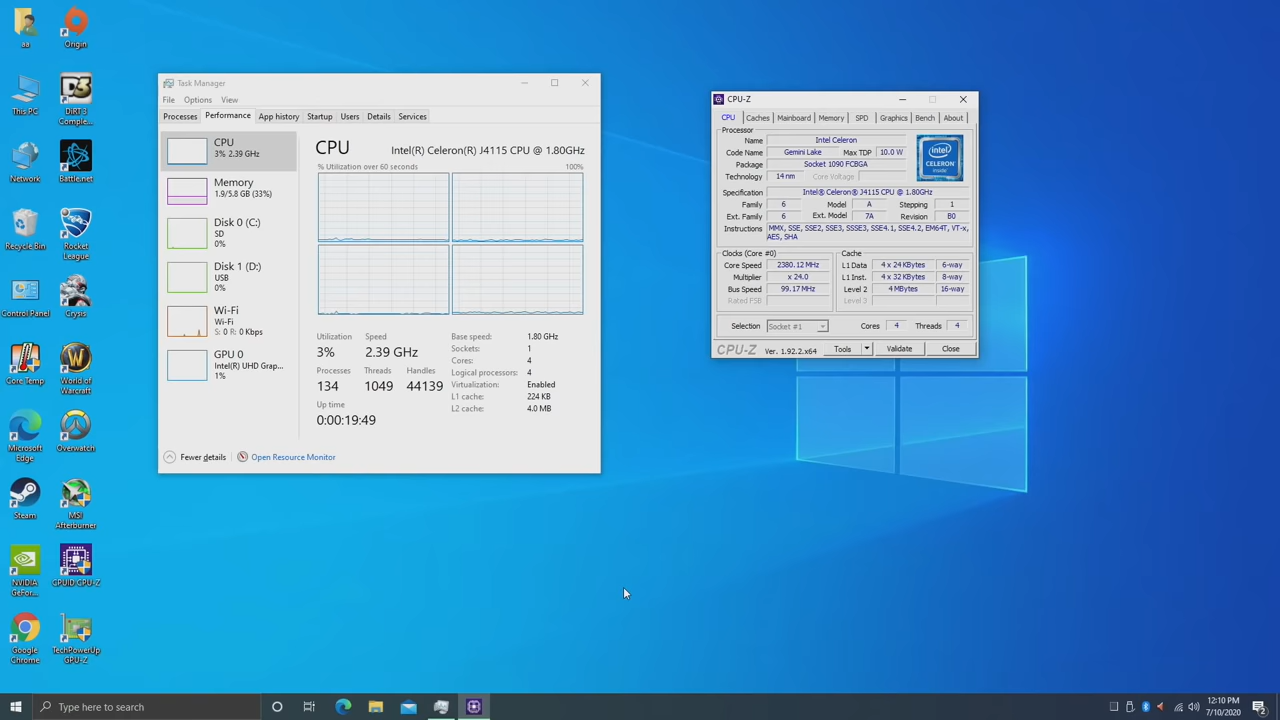 aa
Origin
This PC
DiRT 3
Comple...
Network
Battle.net
Recycle Bin
Rocket
League
Control Panel
Crysis
Core Temp
World of
Warcraft
Microsoft
Edge
Overwatch
Steam
MSI
Afterburner
NVIDIA
GeFor...
CPUID CPU-Z
Google
Chrome
TechPowerUp
GPU-Z
Task Manager
File Options View
Processes Performance App history Startup Users Details Services
CPU
3% 2.39 GHz
Memory
1.9/5.8 GB (33%)
Disk 0 (C:)
SD
0%
Disk 1 (D:)
USB
0%
Wi-Fi
Wi-Fi
S: 0 R: 0 Kbps
GPU 0
Intel(R) UHD Grap...
1%
CPU Intel(R) Celeron(R) J4115 CPU @ 1.80GHz
% Utilization over 60 seconds 100%
Utilization Speed
3% 2.39 GHz
Processes Threads Handles
134 1049 44139
Up time
0:00:19:49
Base speed: 1.80 GHz
Sockets: 1
Cores: 4
Logical processors: 4
Virtualization: Enabled
L1 cache: 224 KB
L2 cache: 4.0 MB
Fewer details Open Resource Monitor
CPU-Z
CPU Caches Mainboard Memory SPD Graphics Bench About
Processor
Name Intel Celeron
Code Name Gemini Lake Max TDP 10.0 W
Package Socket 1090 FCBGA
Technology 14 nm Core Voltage
intel
CELERON
inside
Specification Intel® Celeron® J4115 CPU @ 1.80GHz
Family 6 Model A Stepping 1
Ext. Family 6 Ext. Model 7A Revision B0
Instructions MMX, SSE, SSE2, SSE3, SSSE3, SSE4.1, SSE4.2, EM64T, VT-x,
AES, SHA
Clocks (Core #0)
Core Speed 2380.12 MHz
Multiplier x 24.0
Bus Speed 99.17 MHz
Rated FSB
Cache
L1 Data 4 x 24 KBytes 6-way
L1 Inst. 4 x 32 KBytes 8-way
Level 2 4 MBytes 16-way
Level 3
Selection Socket #1 Cores 4 Threads 4
CPU-Z Ver. 1.92.2.x64 Tools Validate Close
Type here to search
12:10 PM
7/10/2020
2